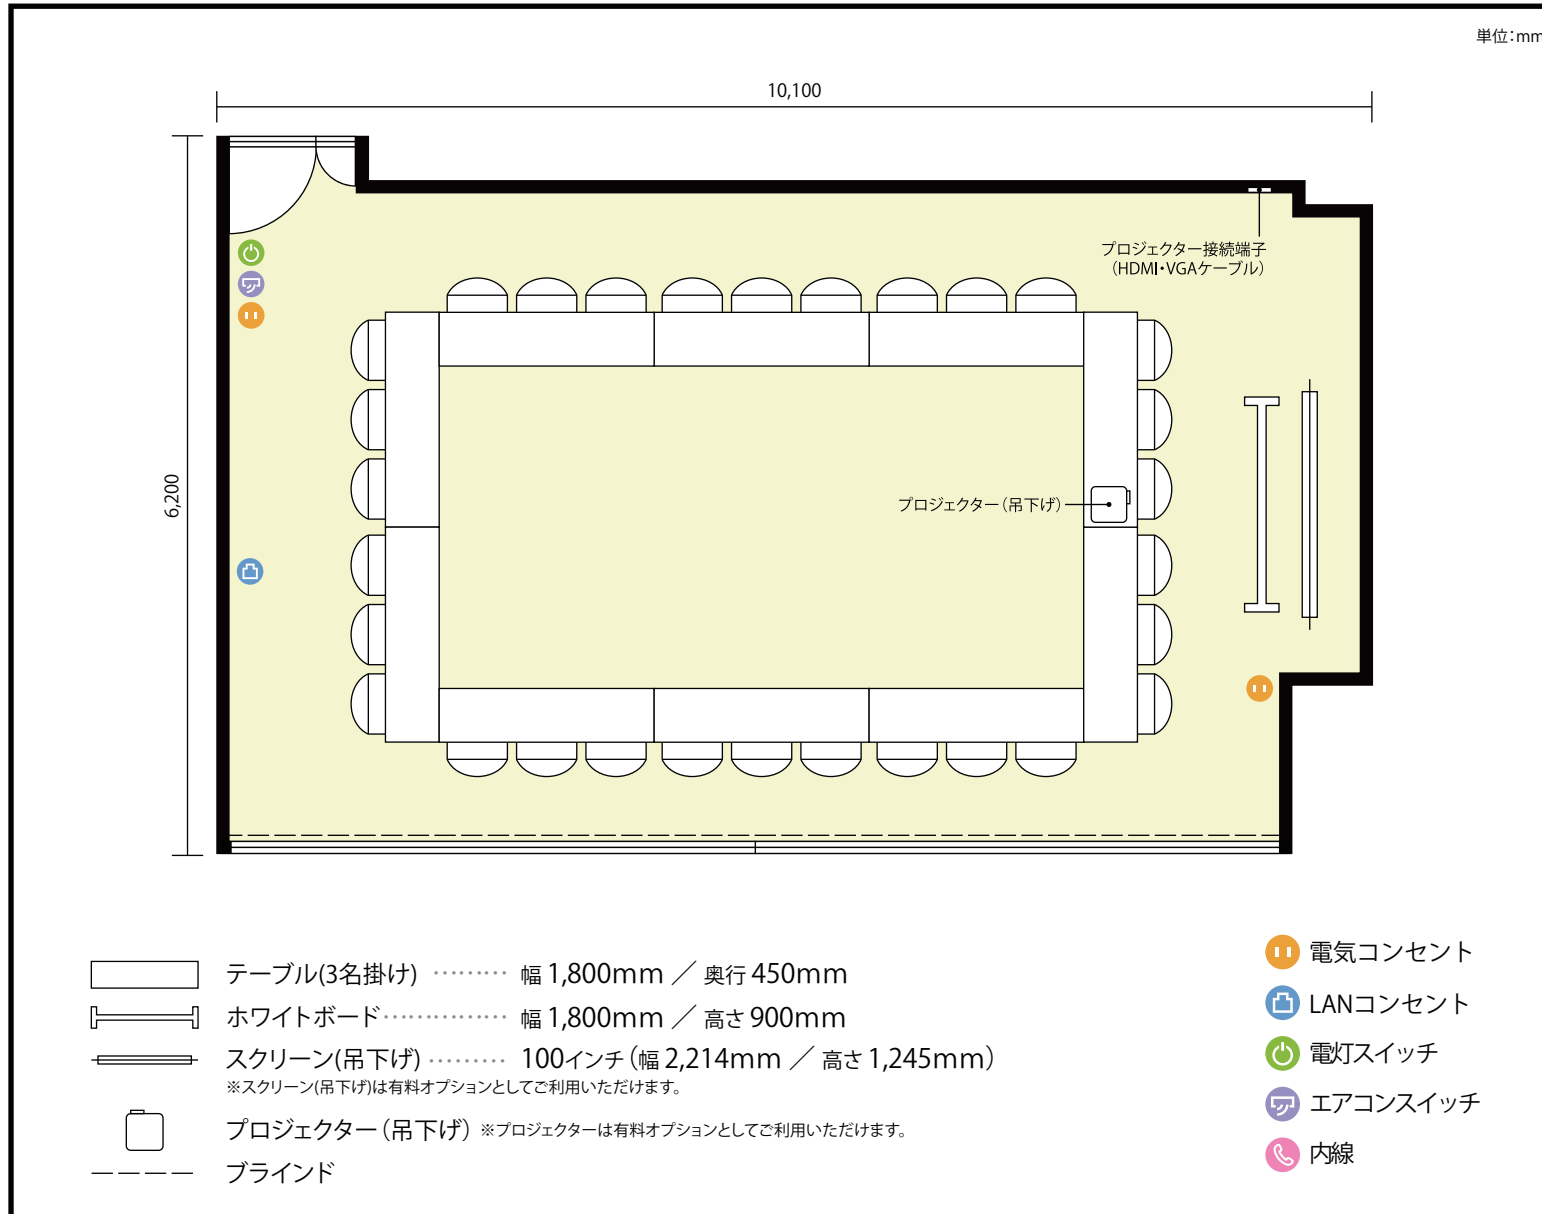 単位:mm
10,100
6,200
プロジェクター接続端子
(HDMI・VGAケーブル)
プロジェクター(吊下げ)
テーブル(3名掛け) ……… 幅 1,800mm ／ 奥行 450mm
ホワイトボード…………… 幅 1,800mm ／ 高さ 900mm
スクリーン(吊下げ) ……… 100インチ(幅 2,214mm ／ 高さ 1,245mm)
※スクリーン(吊下げ)は有料オプションとしてご利用いただけます。
プロジェクター(吊下げ) ※プロジェクターは有料オプションとしてご利用いただけます。
ブラインド
電気コンセント
LANコンセント
電灯スイッチ
エアコンスイッチ
内線